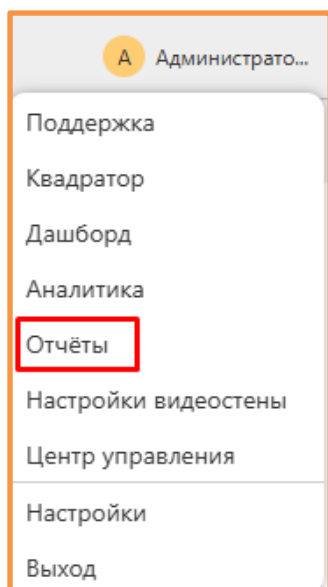 А Администрато...
Поддержка
Квадратор
Дашборд
Аналитика
Отчёты
Настройки видеостены
Центр управления
Настройки
Выход